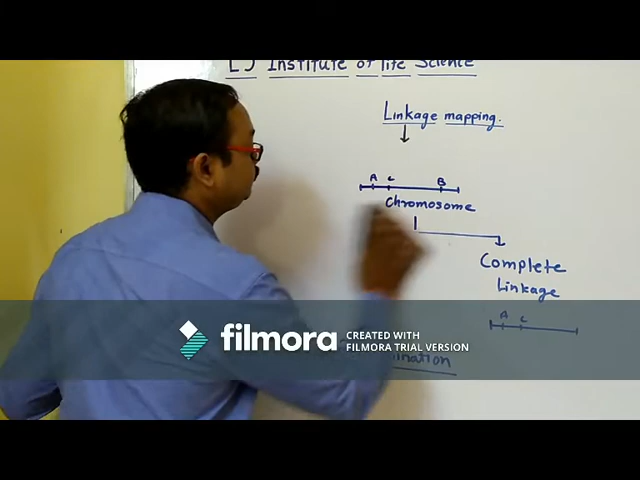 Institute of life Science
Linkage mapping.
A C B
Chromosome
Complete
Linkage
A C
filmora
CREATED WITH
FILMORA TRIAL VERSION